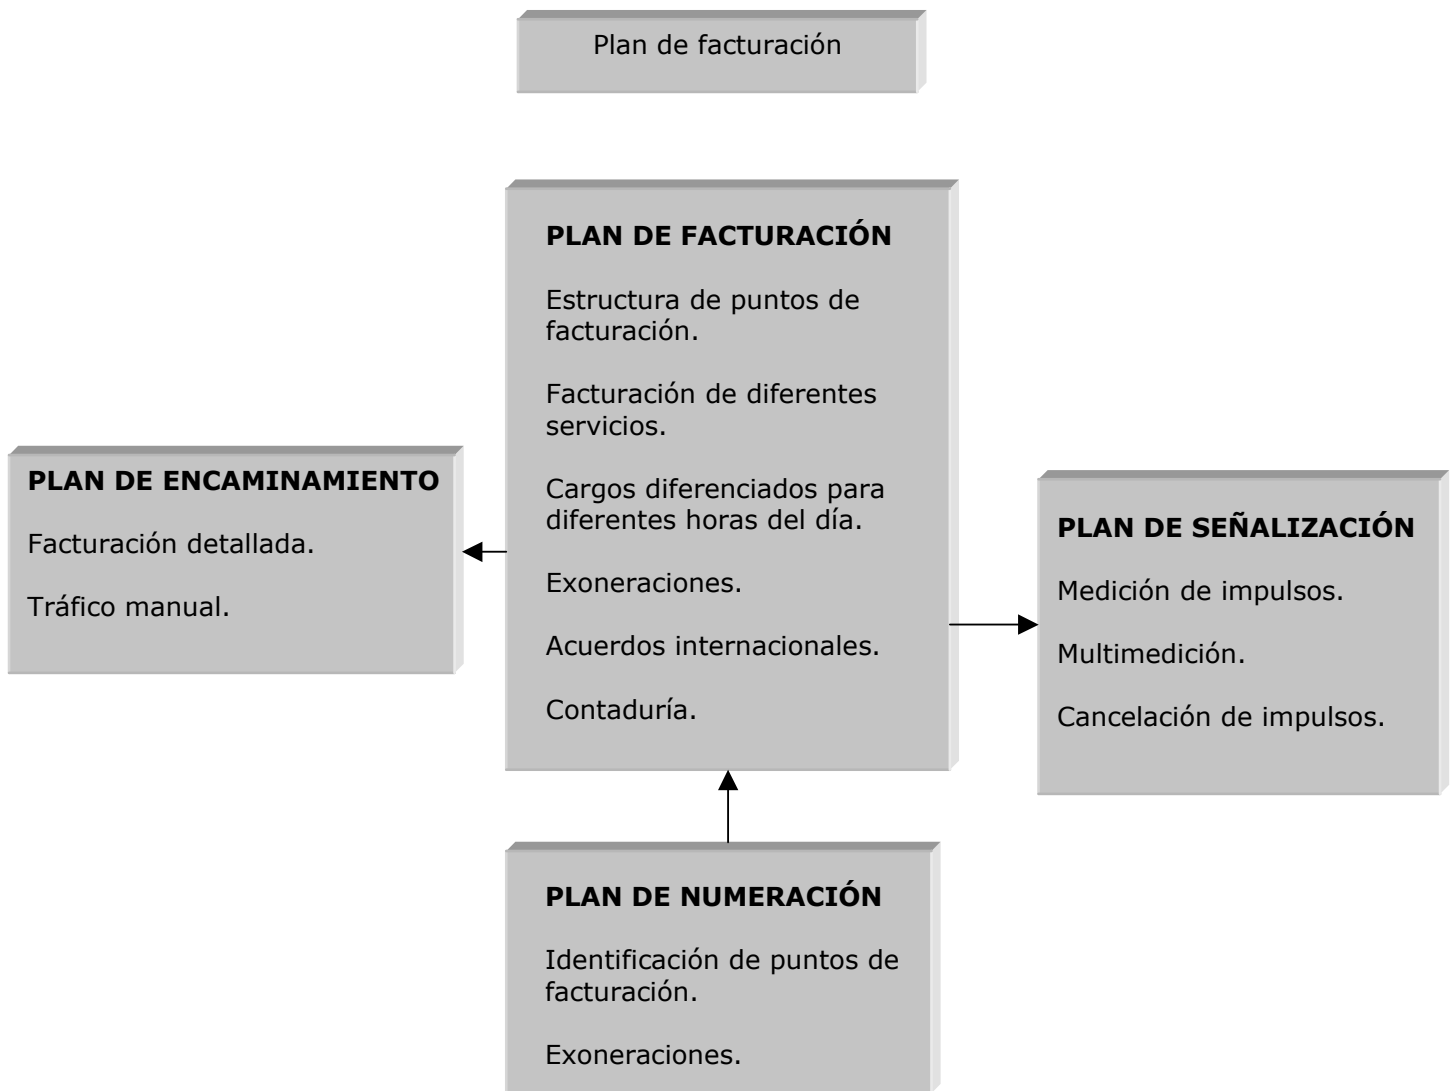 Plan de facturación
PLAN DE FACTURACIÓN
Estructura de puntos de
facturación.
Facturación de diferentes
servicios.
Cargos diferenciados para
diferentes horas del día.
Exoneraciones.
Acuerdos internacionales.
Contaduría.
PLAN DE ENCAMINAMIENTO
Facturación detallada.
Tráfico manual.
PLAN DE SEÑALIZACIÓN
Medición de impulsos.
Multimedición.
Cancelación de impulsos.
PLAN DE NUMERACIÓN
Identificación de puntos de
facturación.
Exoneraciones.